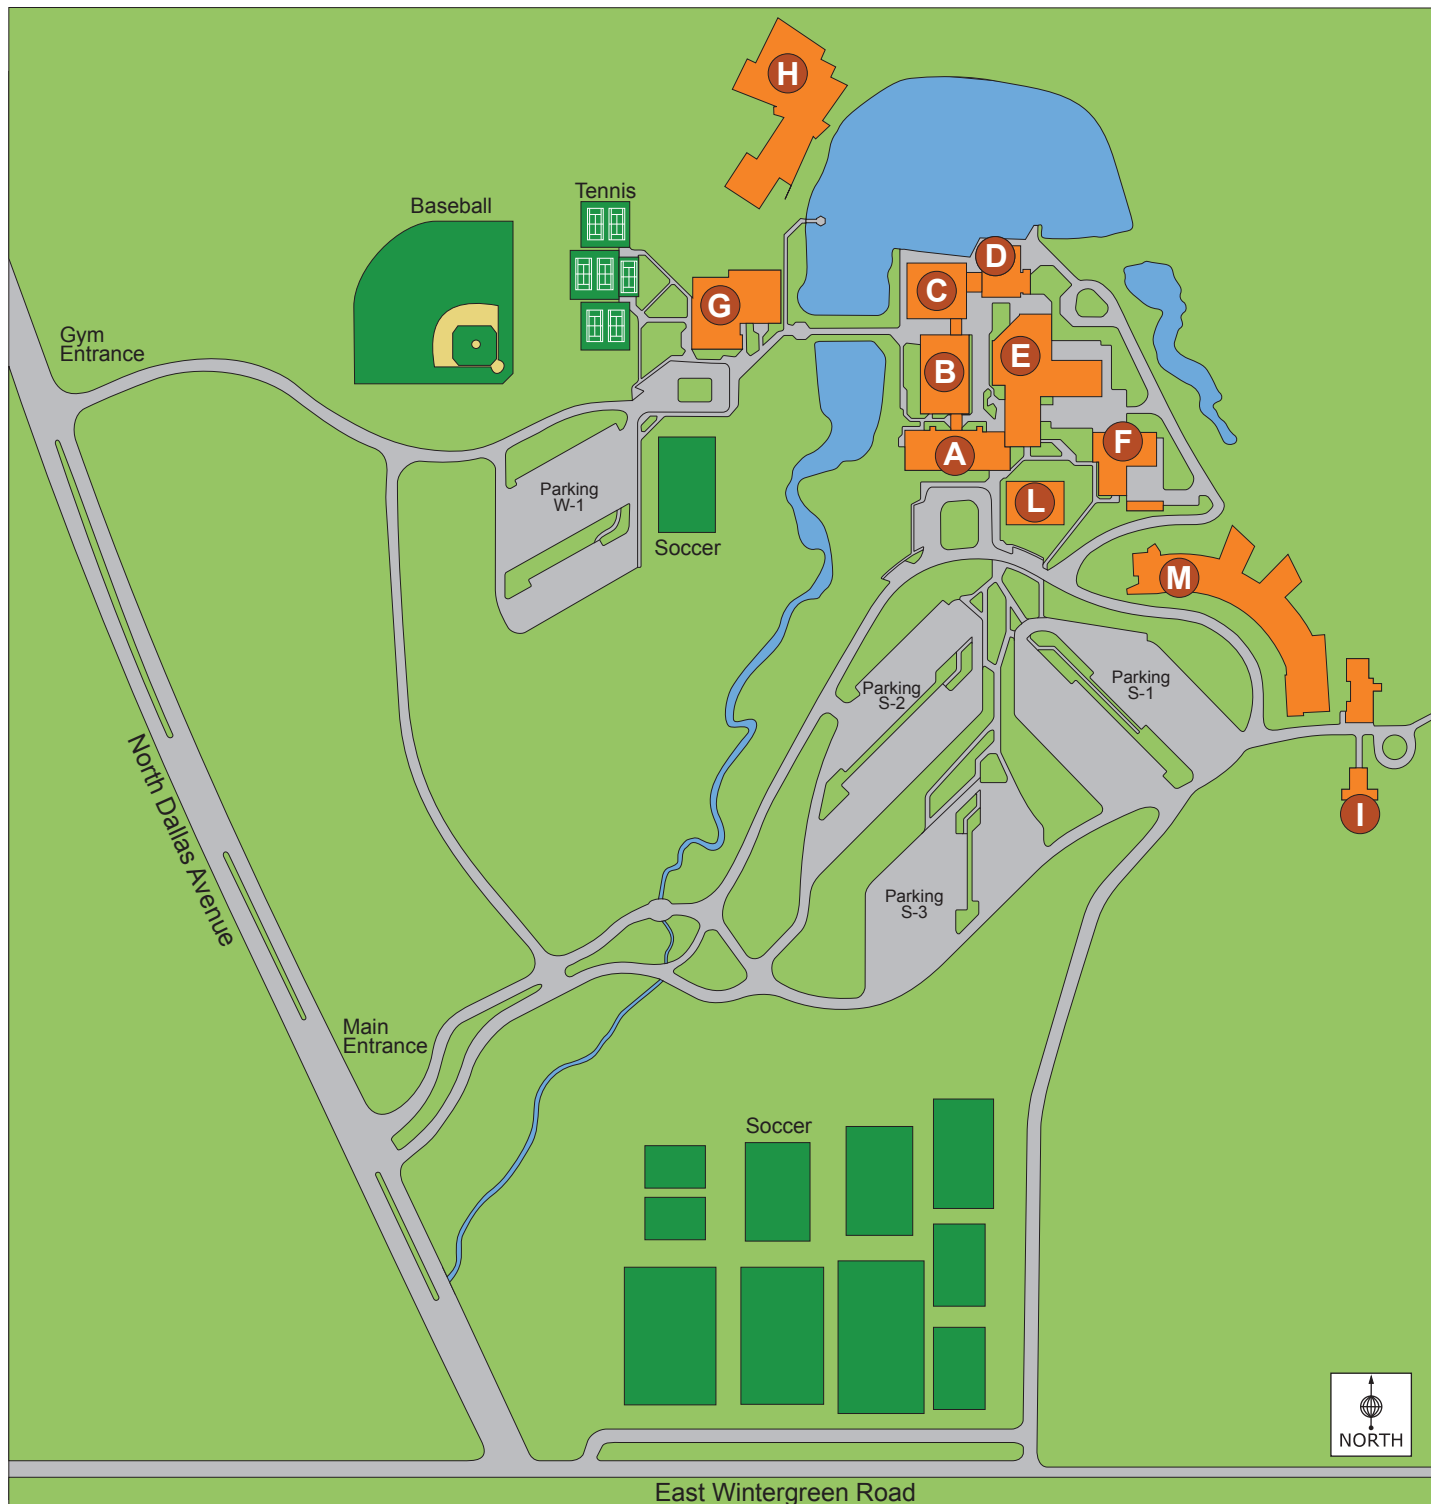 H
Tennis
Baseball
D
C
G
Gym
Entrance
E
B
F
A
Parking
W-1
L
Soccer
M
Parking
S-1
Parking
S-2
North Dallas Avenue
I
Parking
S-3
Main
Entrance
Soccer
NORTH
East Wintergreen Road